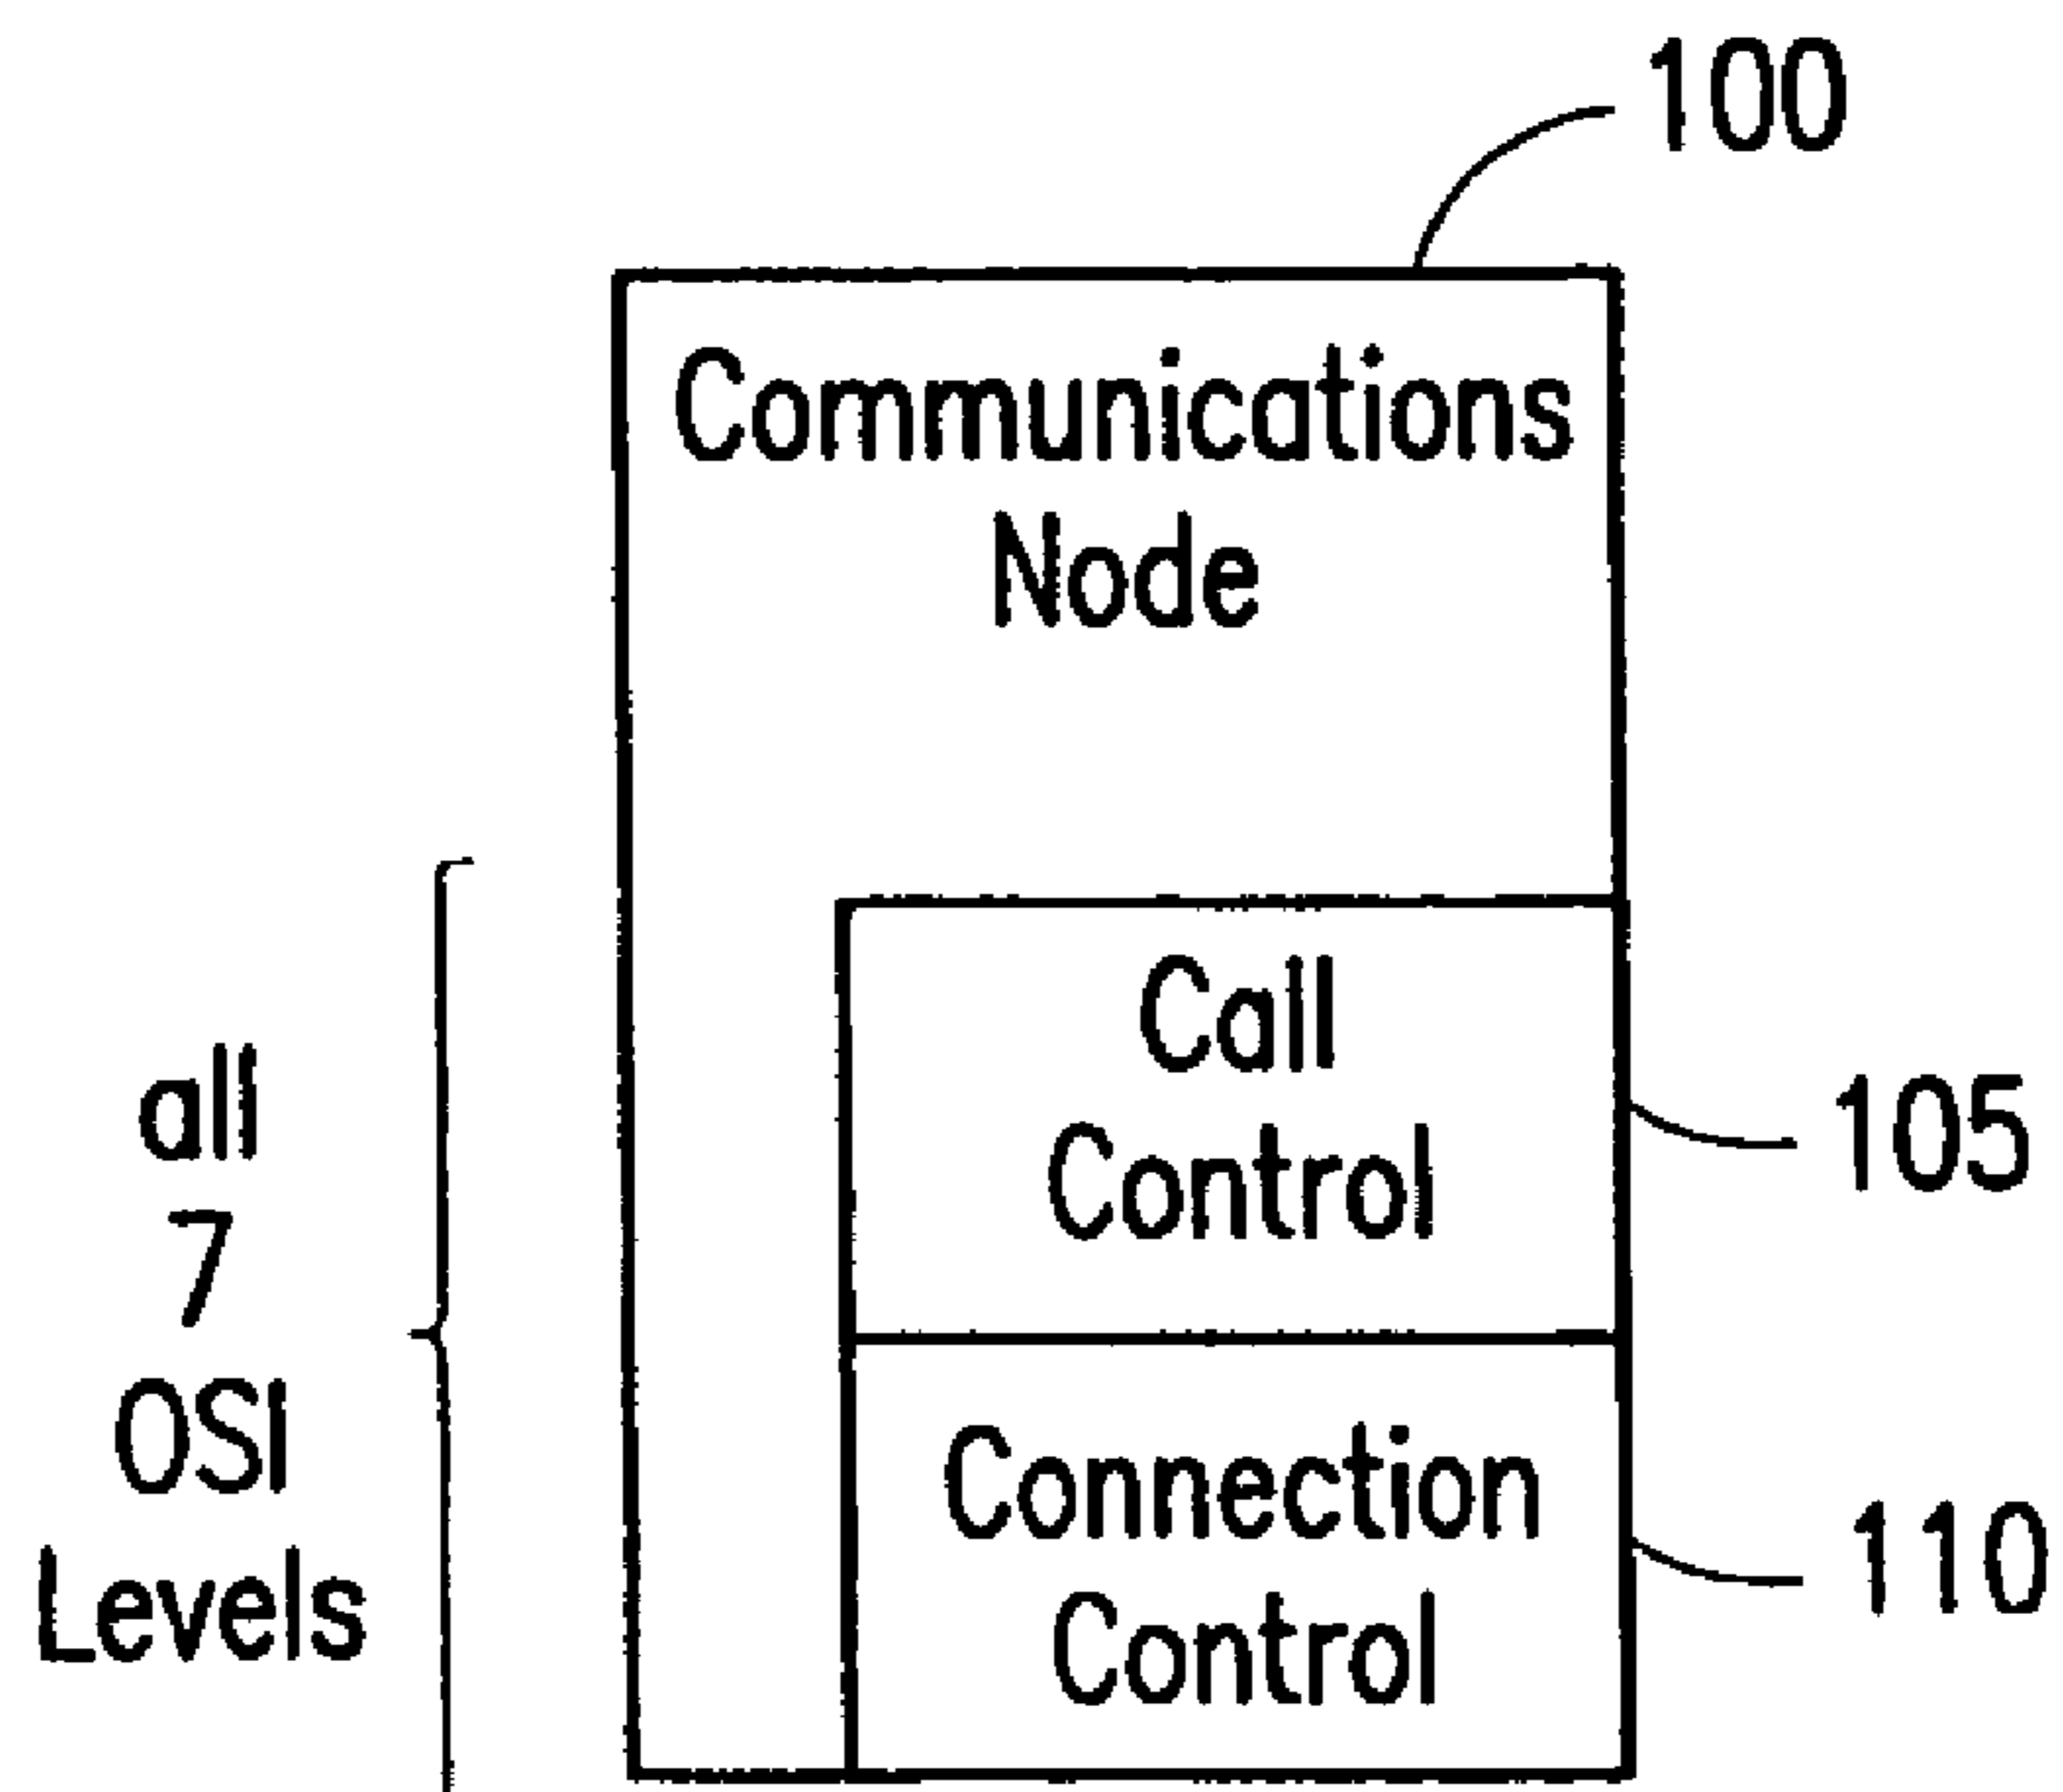 100
Communications
Node
Call
Control
105
all
7
OSI
Levels
Connection
Control
110